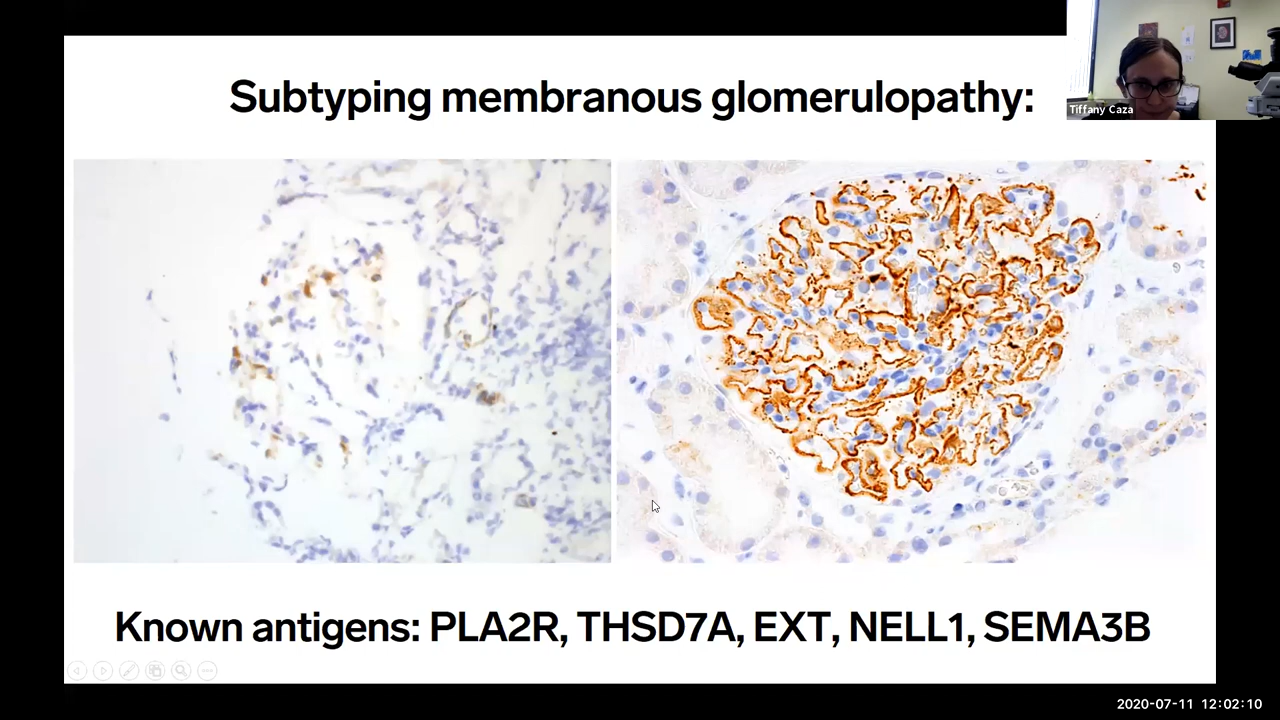 Subtyping membranous glomerulopathy:
Tiffany Caza
Known antigens: PLA2R, THSD7A, EXT, NELL1, SEMA3B
2020-07-11 12:02:10